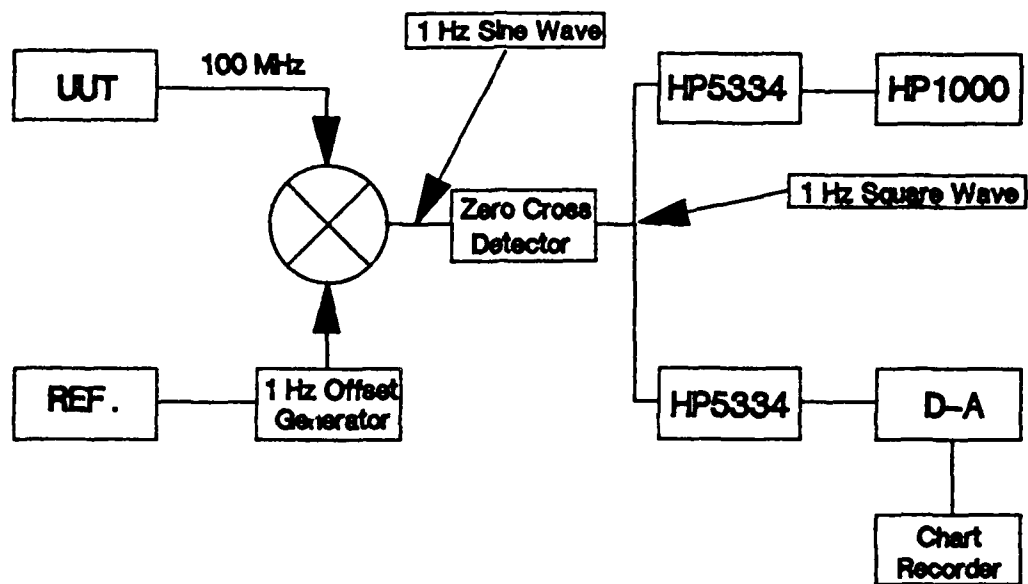 1 Hz Sine Wave
100 MHz
UUT
HP5334
HP1000
1 Hz Square Wave
Zero Cross
Detector
REF.
1 Hz Offset
Generator
HP5334
D-A
Chart
Recorder